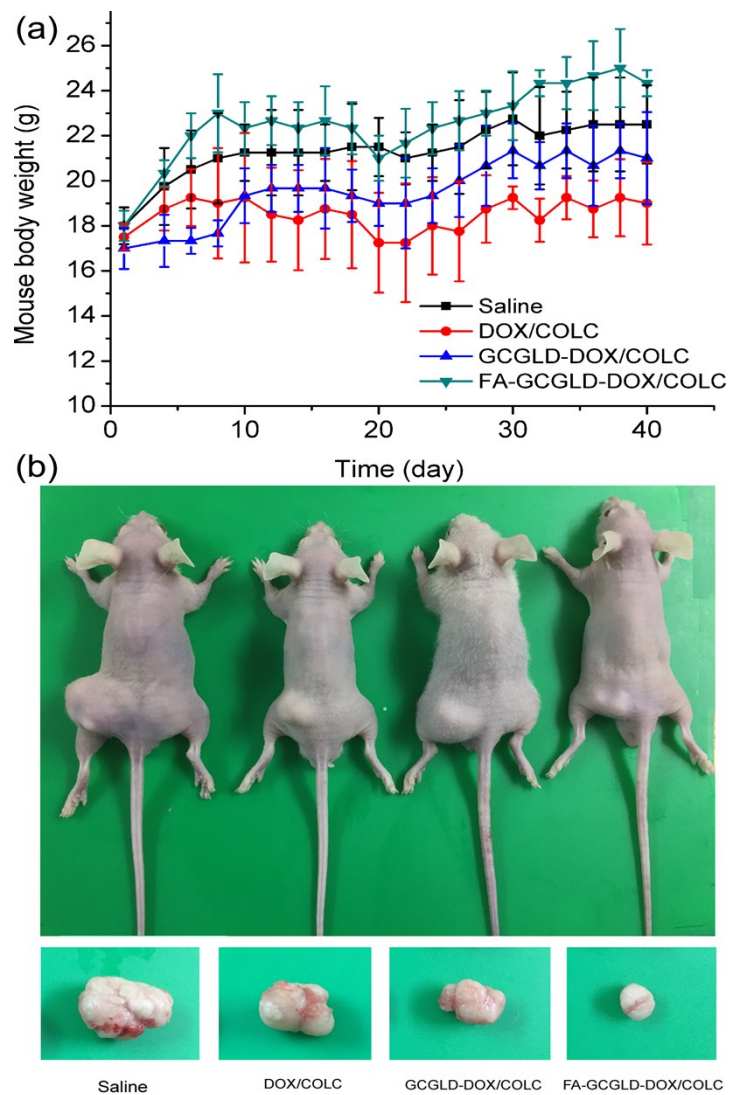 (a)
Mouse body weight (g)
26
24
22
20
18
16
14
12
10
Saline
DOX/COLC
GCGLD-DOX/COLC
FA-GCGLD-DOX/COLC
0 10 20 30 40
Time (day)
(b)
Saline DOX/COLC GCGLD-DOX/COLC FA-GCGLD-DOX/COLC